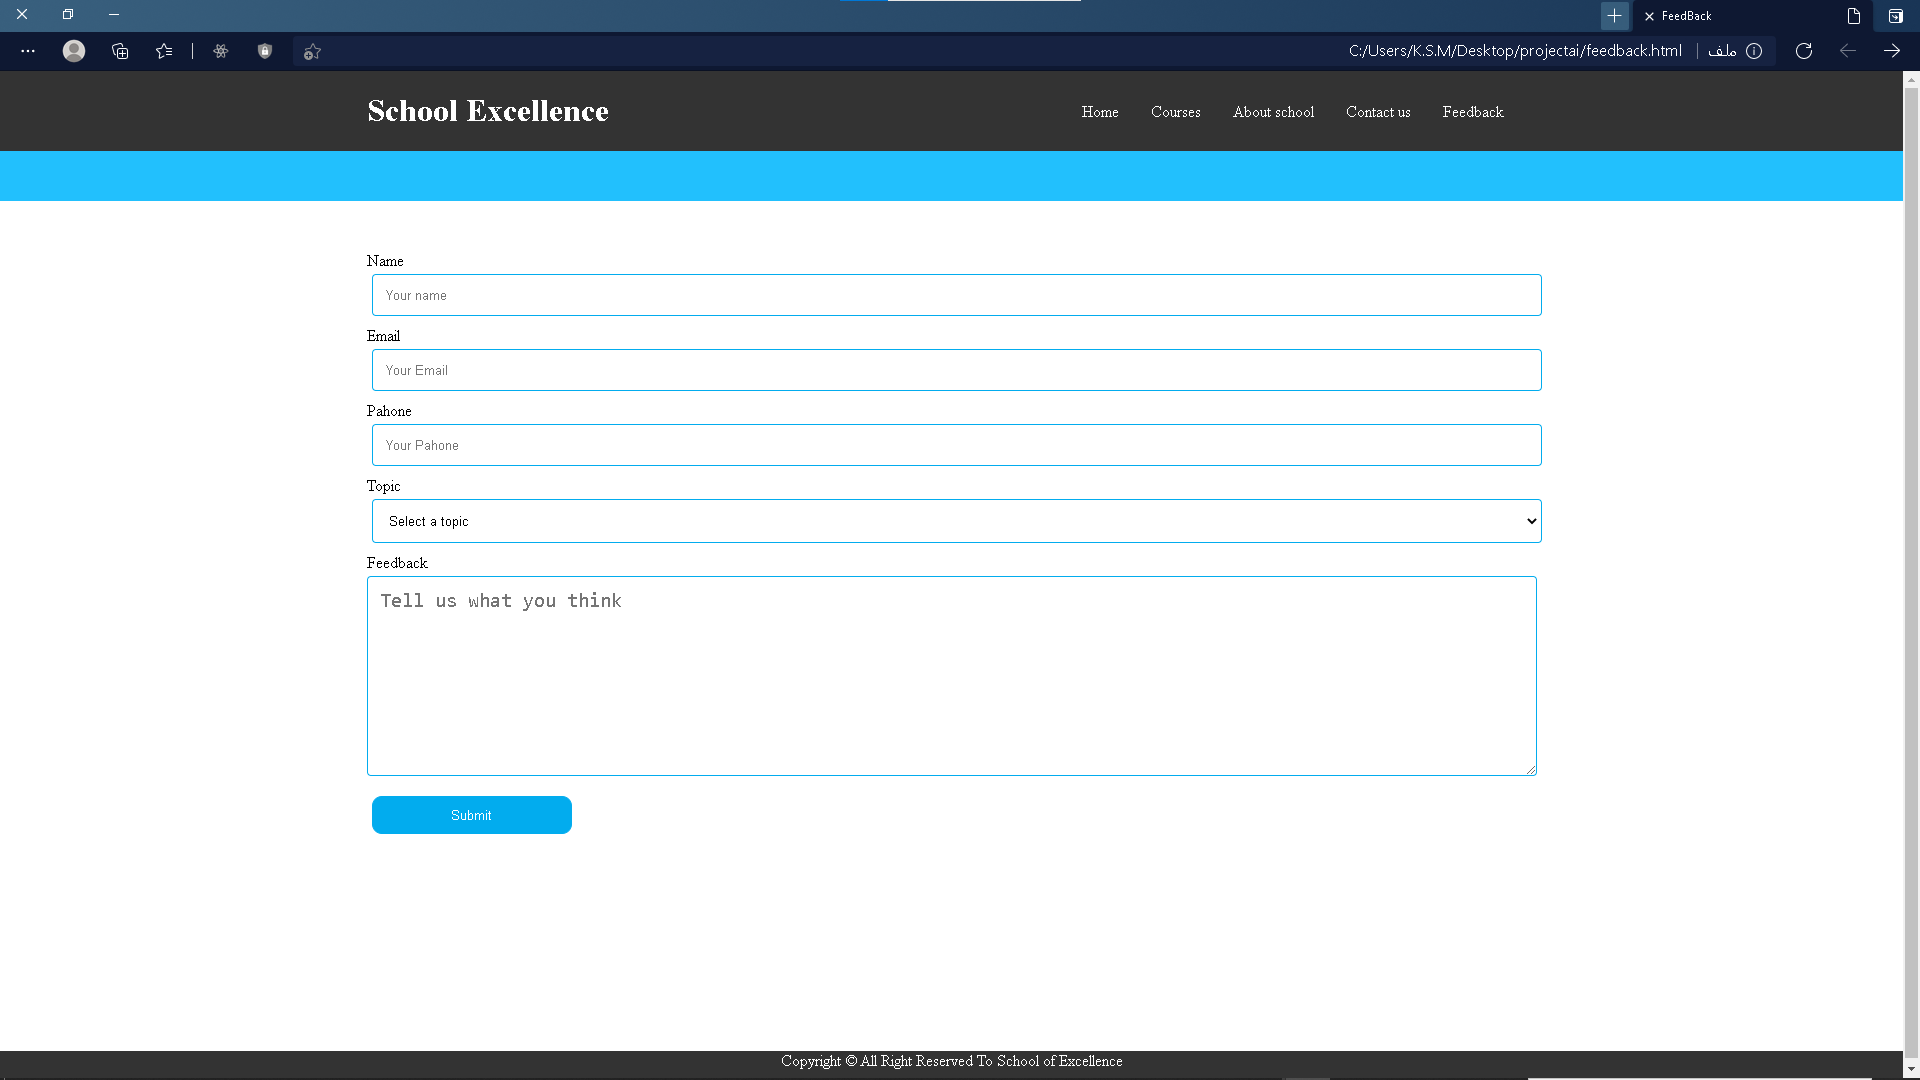 FeedBack
C:/Users/K.S.M/Desktop/projectai/feedback.html | ملف
School Excellence
Home Courses About school Contact us Feedback
Name
Your name
Email
Your Email
Pahone
Your Pahone
Topic
Select a topic
Feedback
Tell us what you think
Submit
Copyright © All Right Reserved To School of Excellence